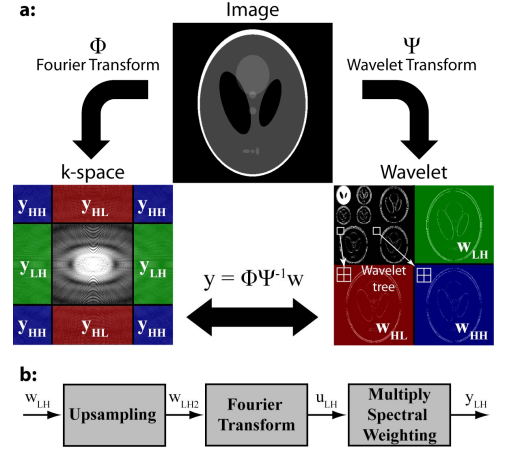 a:
Image
Φ
Fourier Transform
Ψ
Wavelet Transform
k-space
Wavelet
y_HH y_HL y_HH
y_LH y_LH
y_HH y_HL y_HH
y = ΦΨ⁻¹w
w_LH
Wavelet
tree
w_HL w_HH
b:
w_LH Upsampling w_LH2 Fourier Transform u_LH Multiply Spectral Weighting y_LH